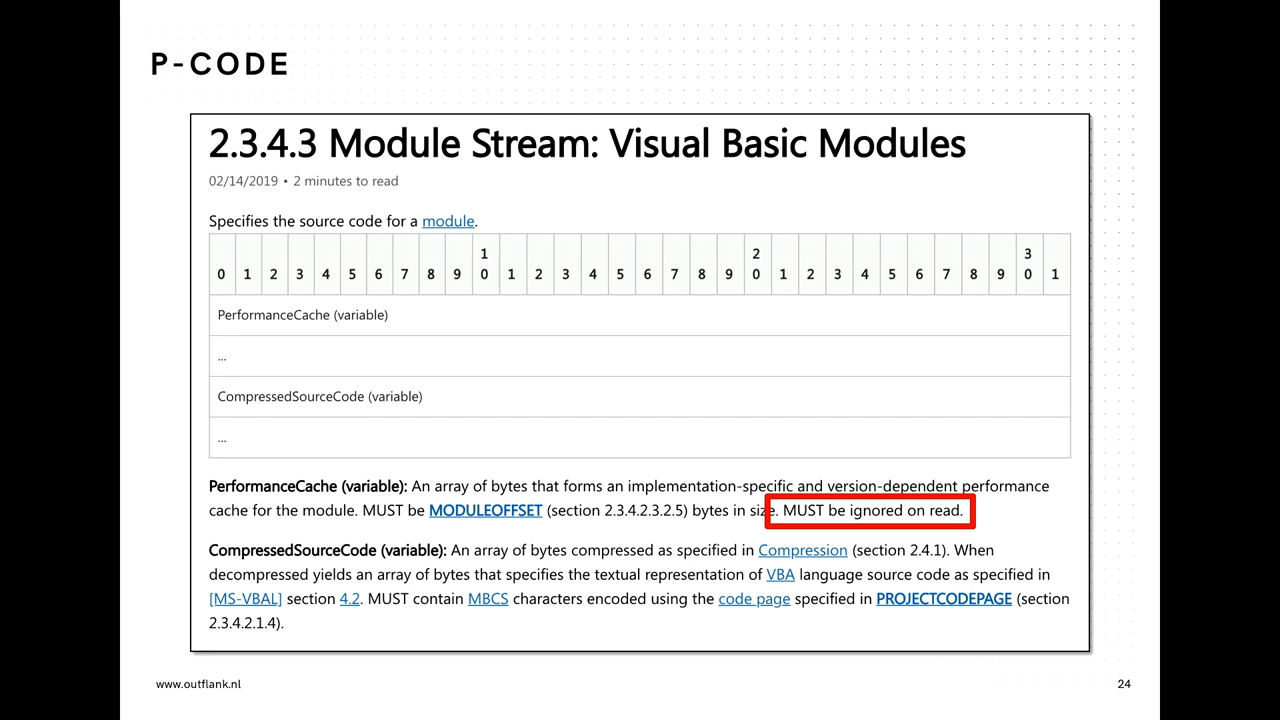 P-CODE
2.3.4.3 Module Stream: Visual Basic Modules
02/14/2019 • 2 minutes to read
Specifies the source code for a module.
0 1 2 3 4 5 6 7 8 9 10 1 2 3 4 5 6 7 8 9 20 1 2 3 4 5 6 7 8 9 30 1
PerformanceCache (variable)
...
CompressedSourceCode (variable)
...
PerformanceCache (variable): An array of bytes that forms an implementation-specific and version-dependent performance
cache for the module. MUST be MODULEOFFSET (section 2.3.4.2.3.2.5) bytes in size. MUST be ignored on read.
CompressedSourceCode (variable): An array of bytes compressed as specified in Compression (section 2.4.1). When
decompressed yields an array of bytes that specifies the textual representation of VBA language source code as specified in
[MS-VBAL] section 4.2. MUST contain MBCS characters encoded using the code page specified in PROJECTCODEPAGE (section
2.3.4.2.1.4).
www.outflank.nl
24